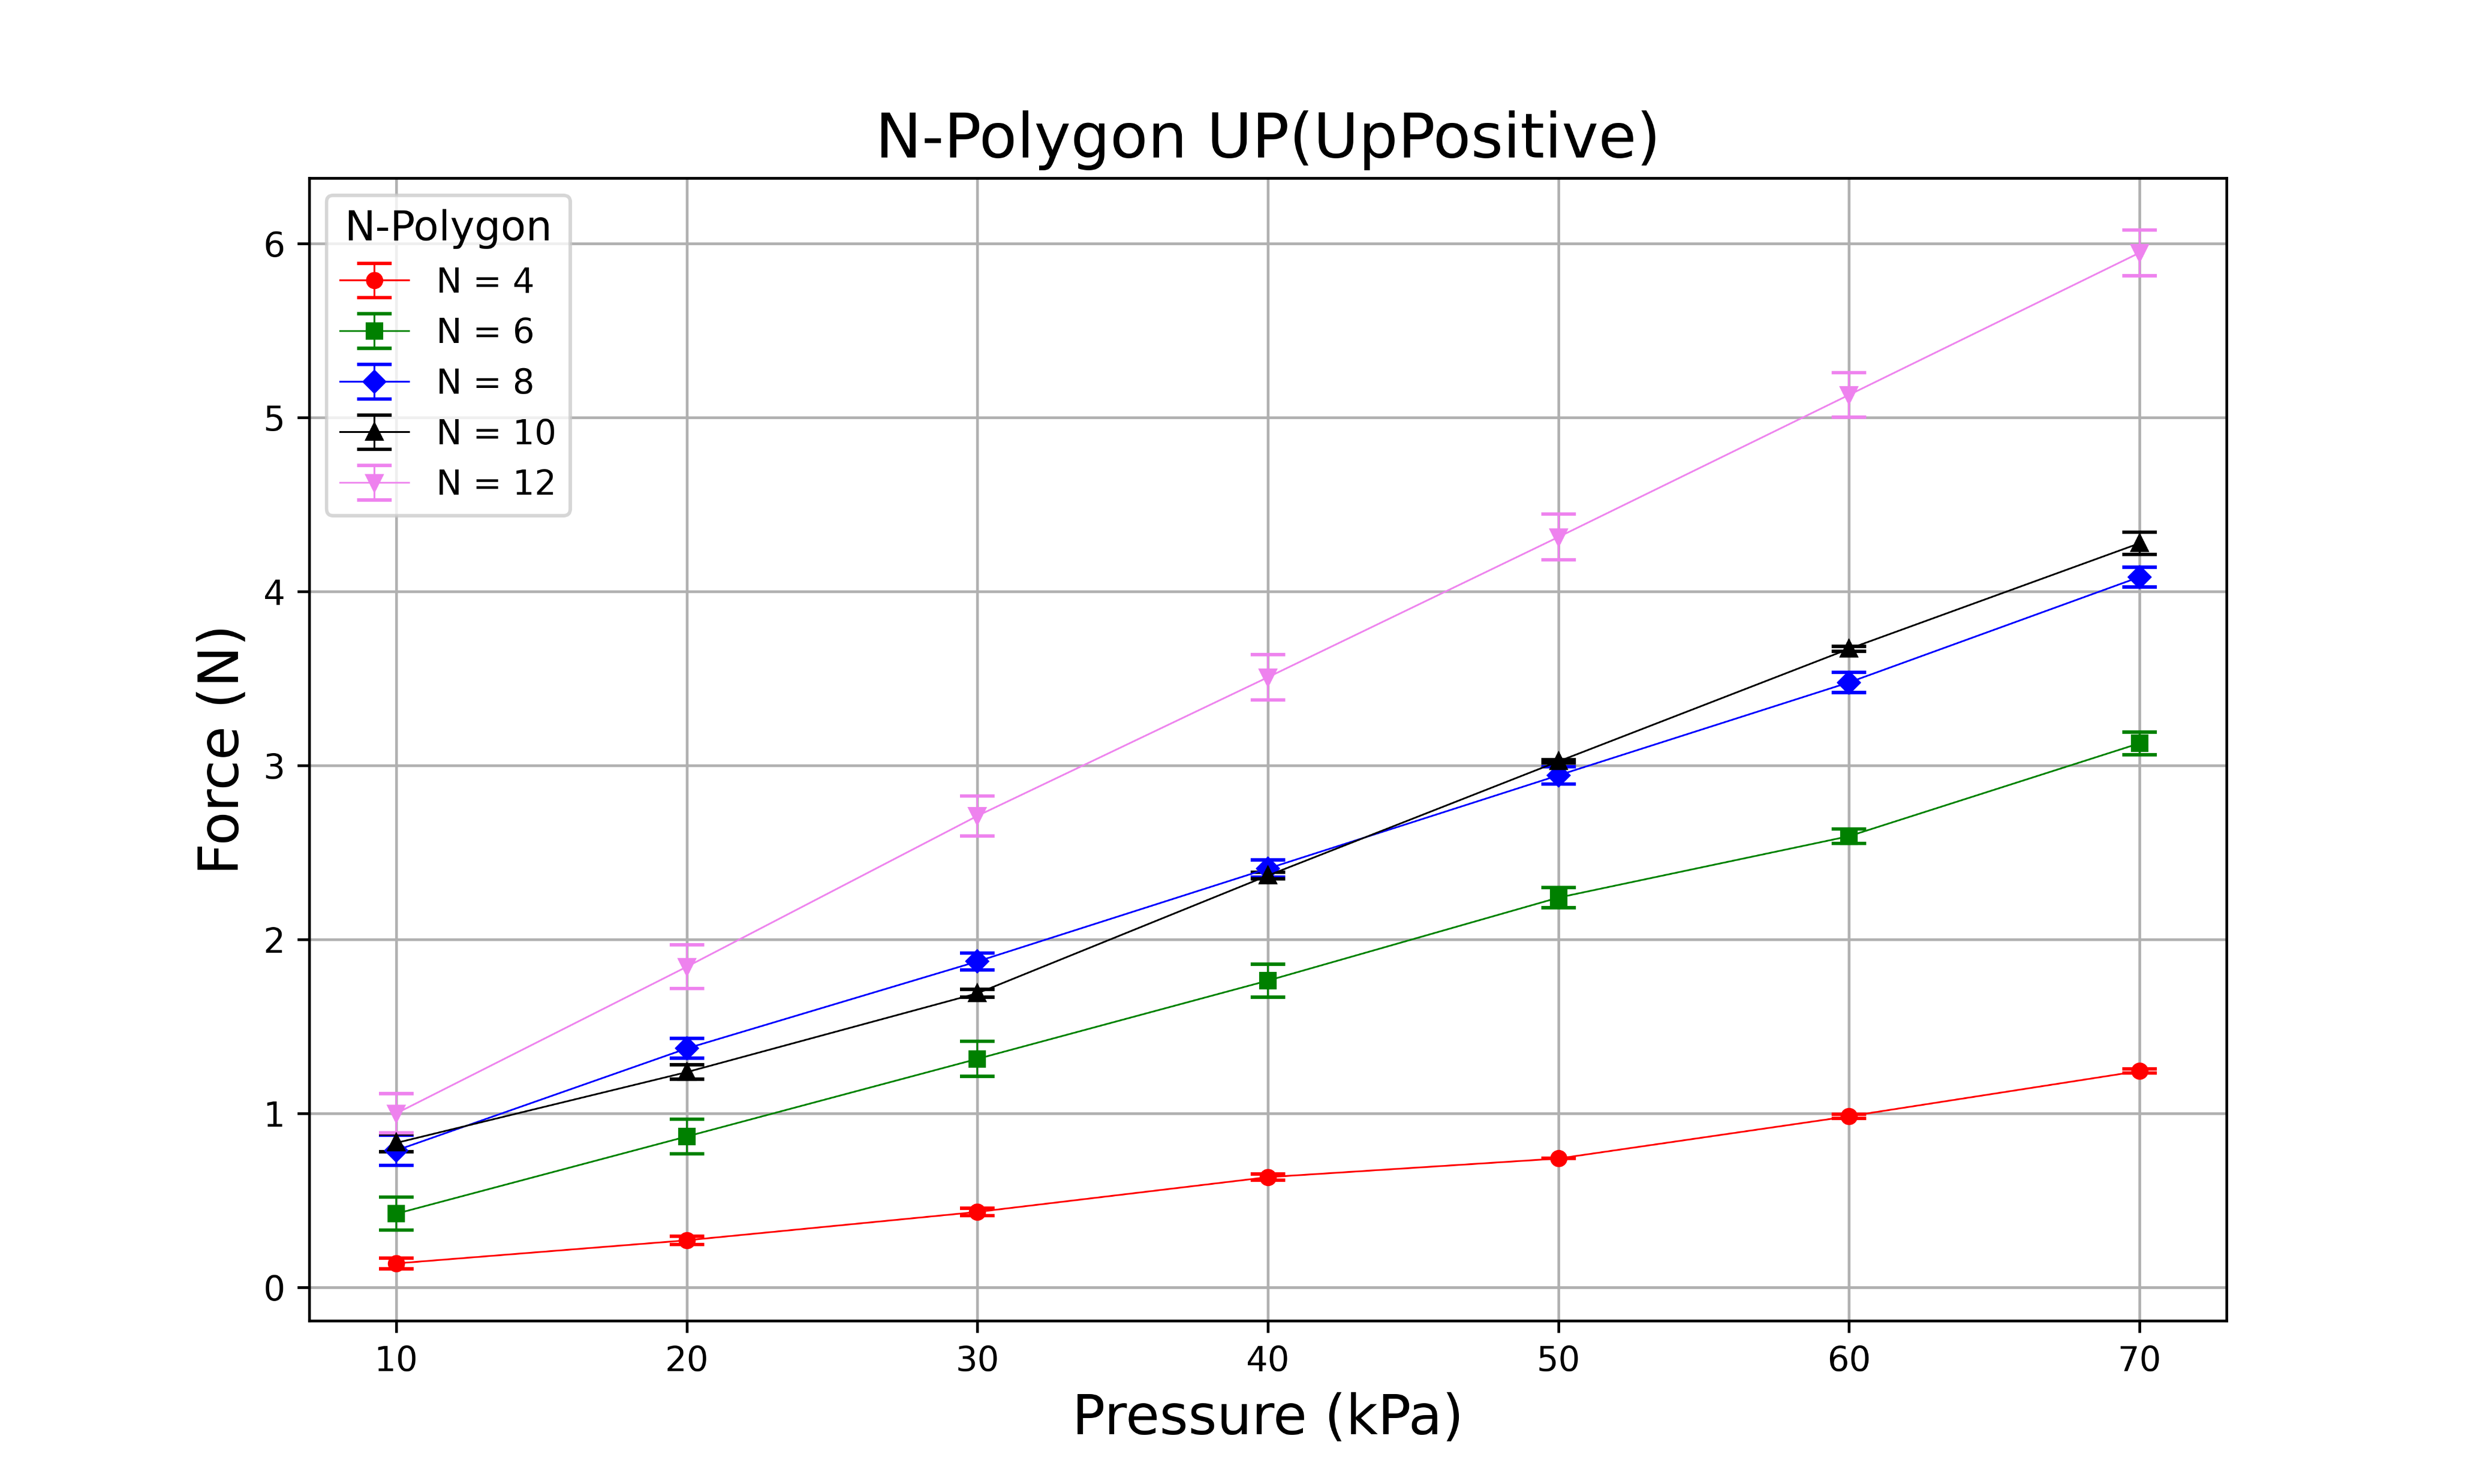 N-Polygon UP(UpPositive)
N-Polygon
N = 4
N = 6
N = 8
N = 10
N = 12
Force (N)
6
5
4
3
2
1
0
10 20 30 40 50 60 70
Pressure (kPa)